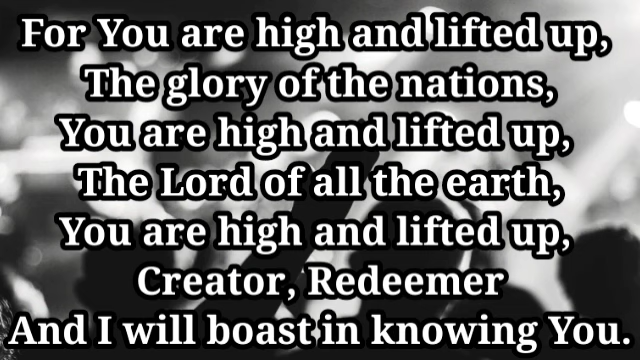 For You are high and lifted up,
The glory of the nations,
You are high and lifted up,
The Lord of all the earth,
You are high and lifted up,
Creator, Redeemer
And I will boast in knowing You.